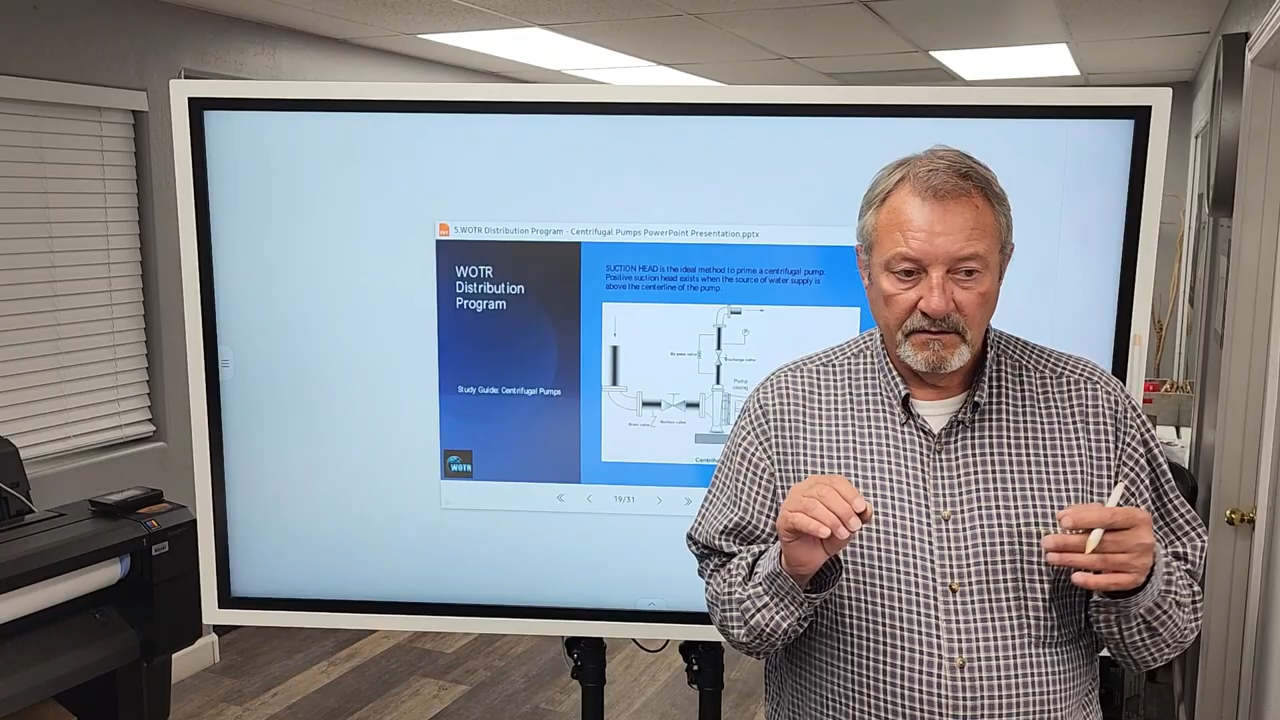 5.WOTR Distribution Program - Centrifugal Pumps PowerPoint Presentation.pptx
WOTR
Distribution
Program
SUCTION HEAD is the ideal method to prime a centrifugal pump.
Positive suction head exists when the source of water supply is
above the centerline of the pump.
By-pass valve
Discharge valve
Pump
casing
Suction valve
Study Guide: Centrifugal Pumps
WOTR
19/31